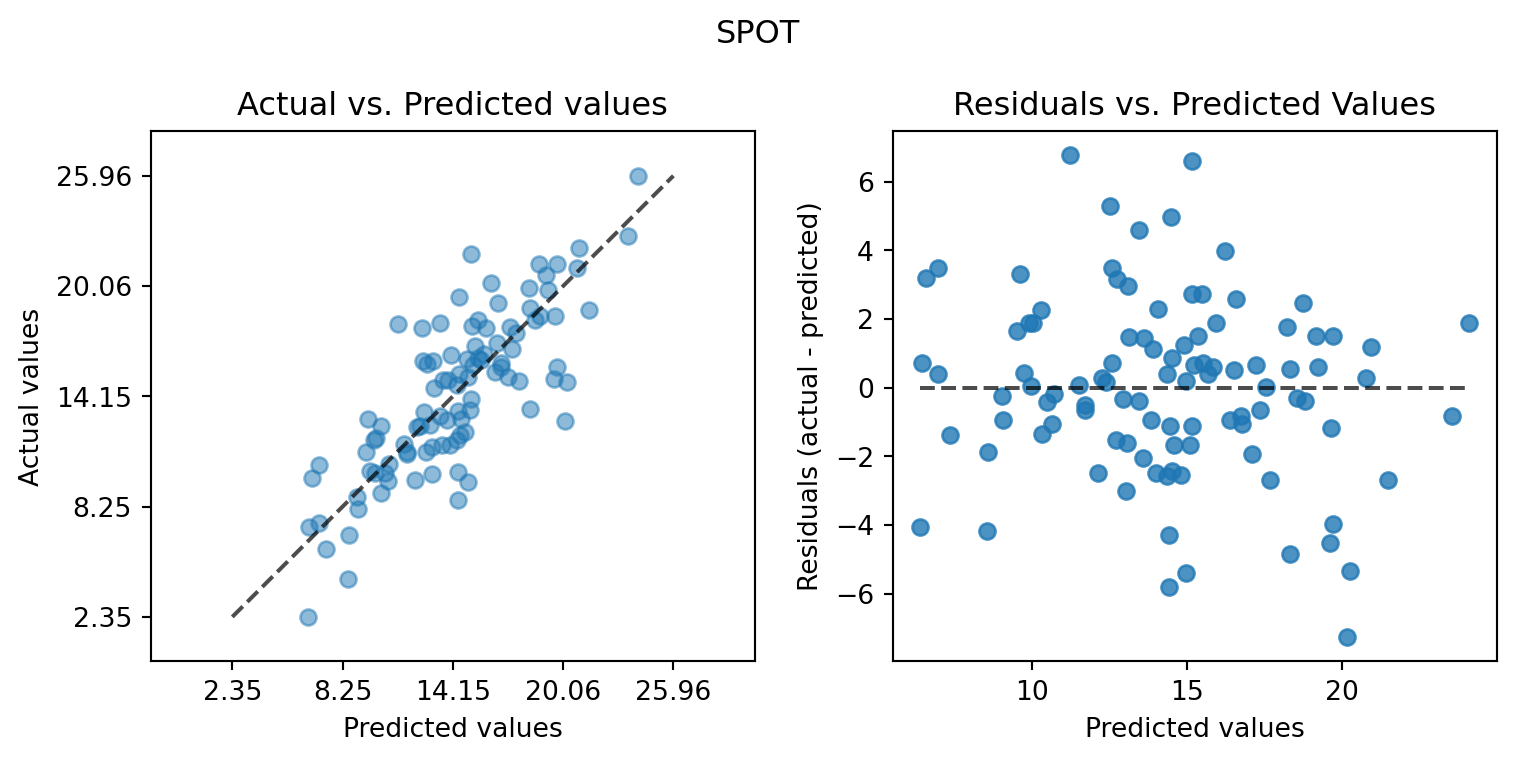 SPOT
Actual vs. Predicted values
Actual values
25.96
20.06
14.15
8.25
2.35
2.35 8.25 14.15 20.06 25.96
Predicted values
Residuals vs. Predicted Values
Residuals (actual - predicted)
6
4
2
0
−2
−4
−6
10 15 20
Predicted values